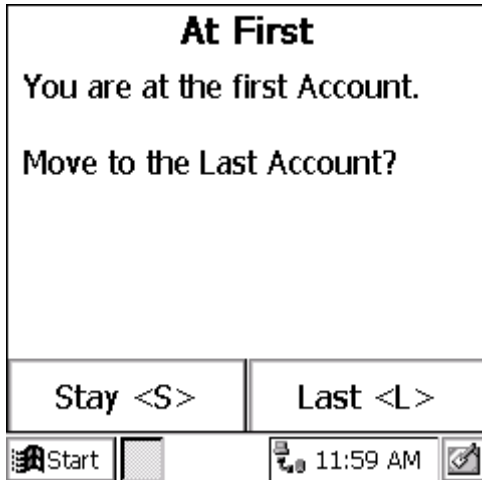 At First
You are at the first Account.
Move to the Last Account?
Stay <S>
Last <L>
Start
11:59 AM